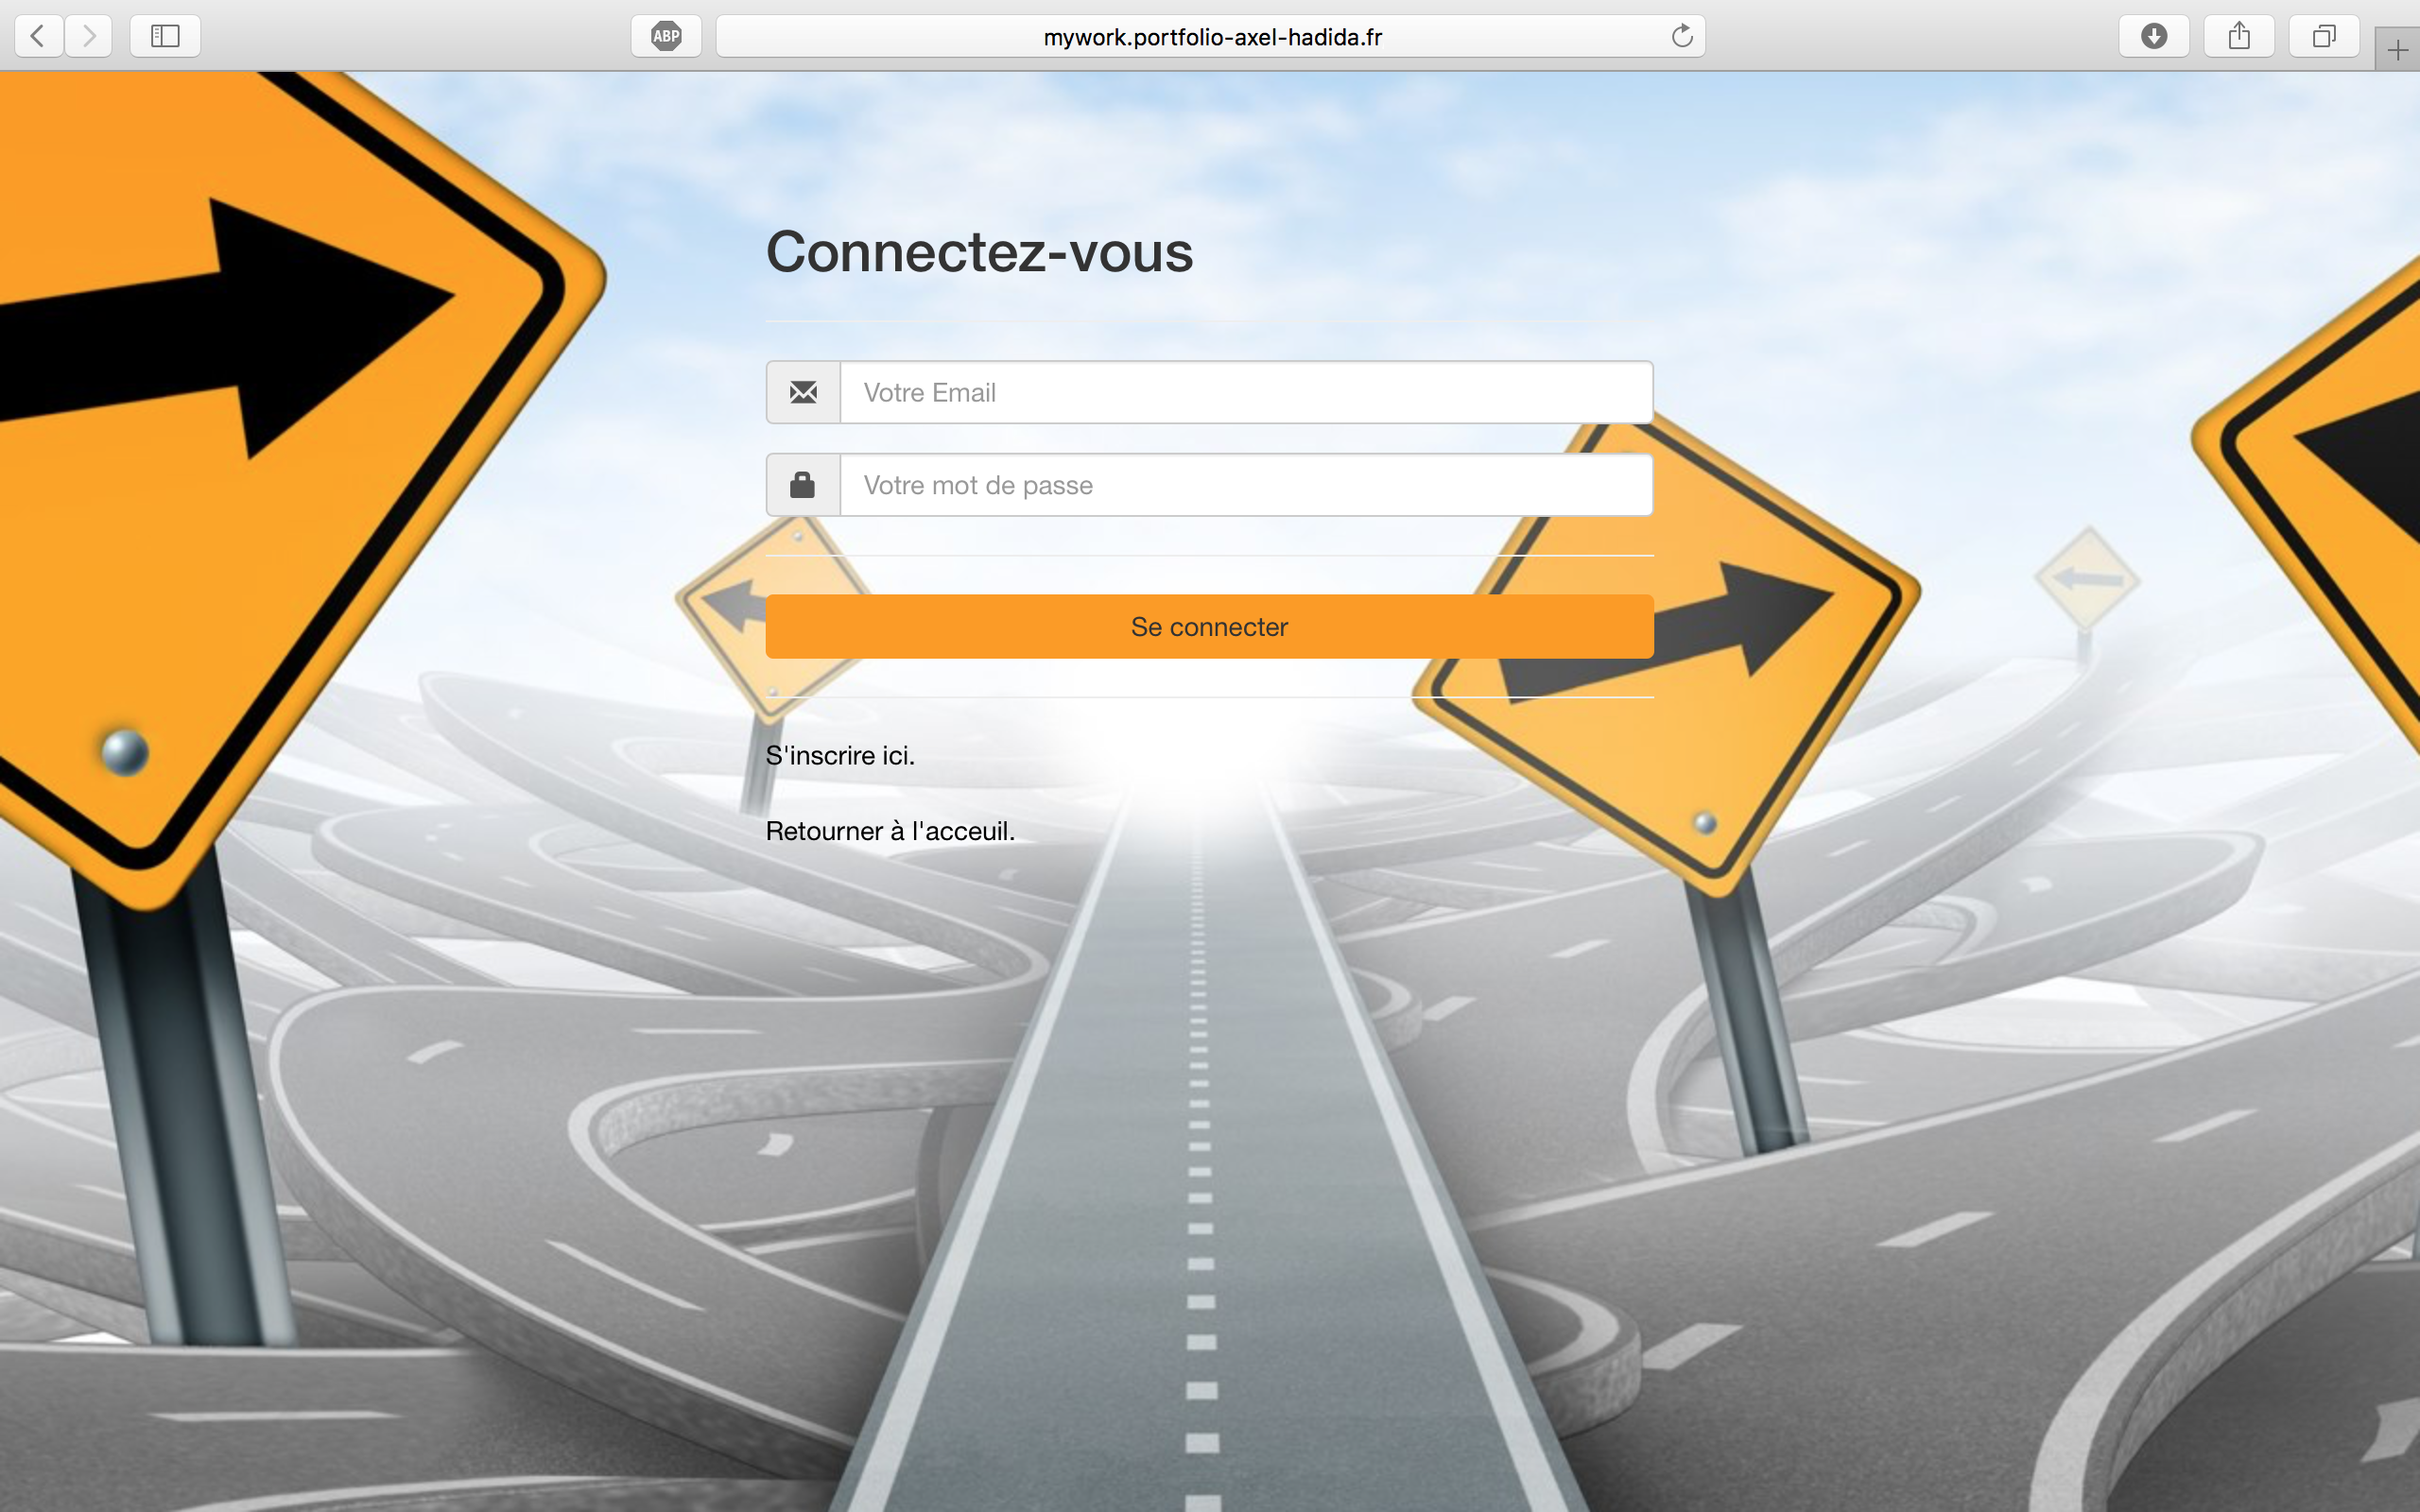 ABP
mywork.portfolio-axel-hadida.fr
Connectez-vous
Votre Email
Votre mot de passe
Se connecter
S'inscrire ici.
Retourner à l'acceuil.